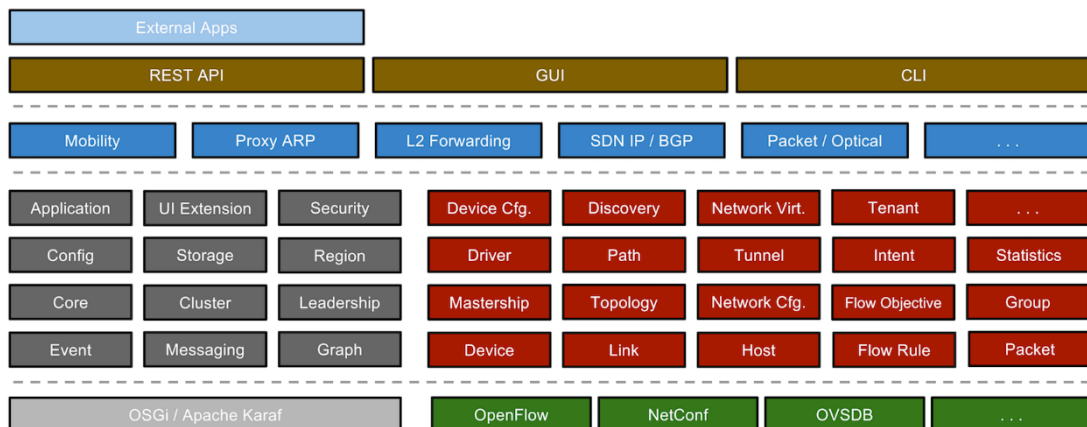 External Apps
REST API GUI CLI
Mobility Proxy ARP L2 Forwarding SDN IP / BGP Packet / Optical . . .
Application UI Extension Security Device Cfg. Discovery Network Virt. Tenant . . .
Config Storage Region Driver Path Tunnel Intent Statistics
Core Cluster Leadership Mastership Topology Network Cfg. Flow Objective Group
Event Messaging Graph Device Link Host Flow Rule Packet
OSGi / Apache Karaf OpenFlow NetConf OVSDB . . .